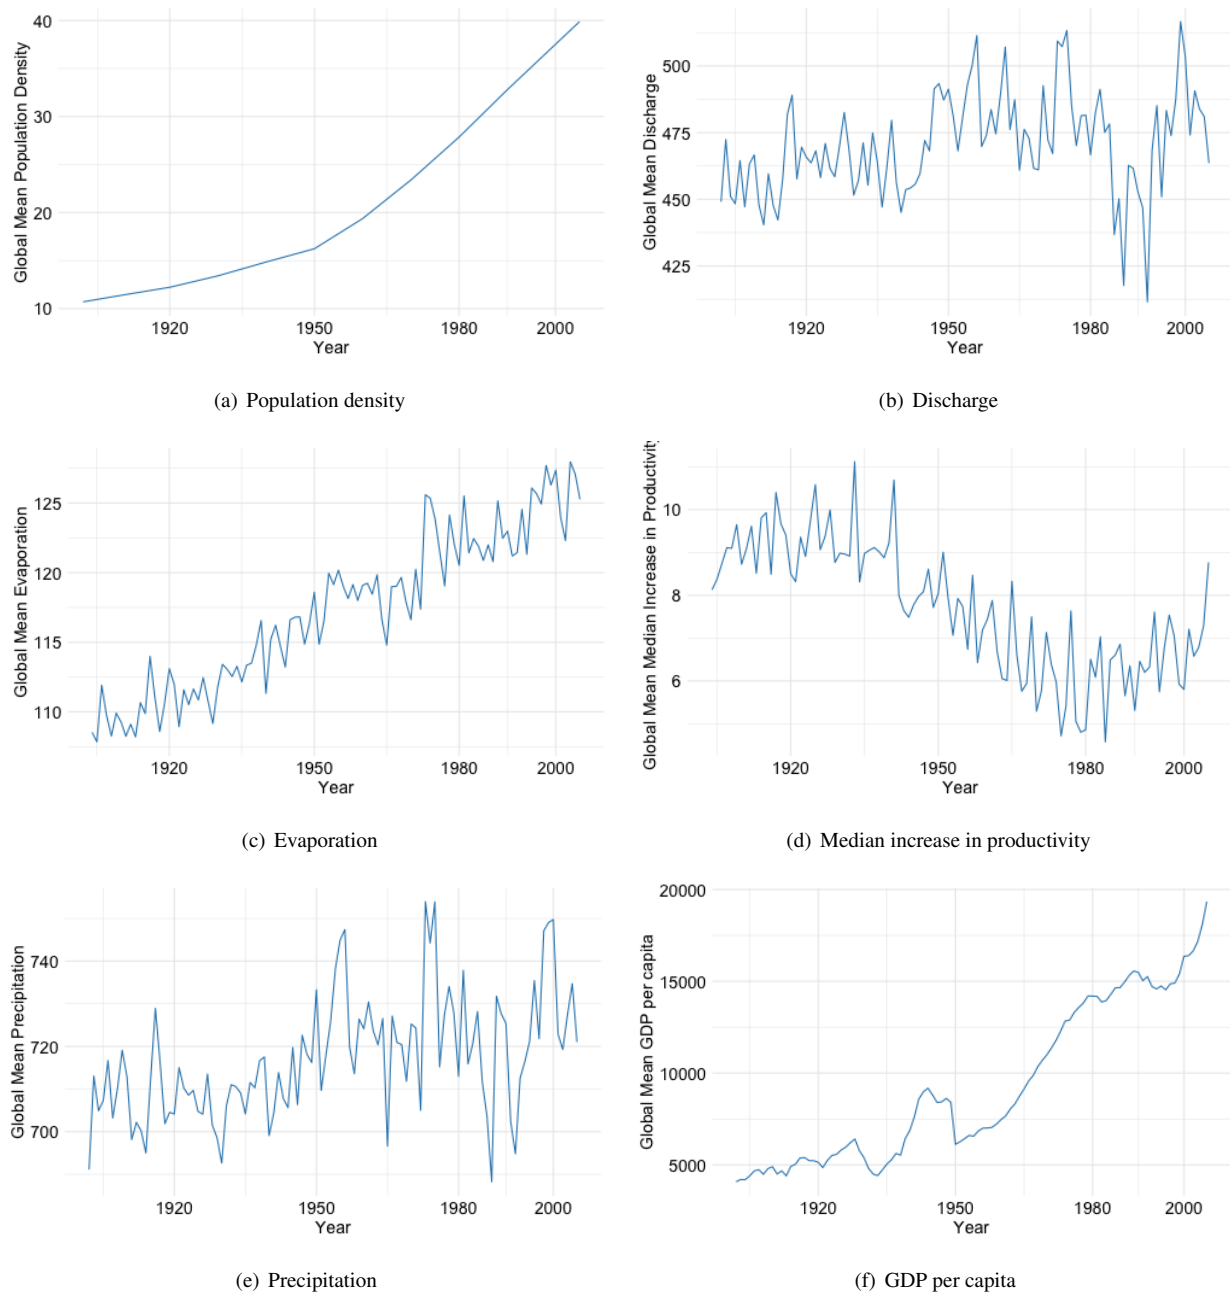 Global Mean Population Density
40
30
20
10
1920 1950 1980 2000
Year
(a) Population density
Global Mean Discharge
500
475
450
425
1920 1950 1980 2000
Year
(b) Discharge
Global Mean Evaporation
125
120
115
110
1920 1950 1980 2000
Year
(c) Evaporation
Global Mean Median Increase in Productivity
10
8
6
1920 1950 1980 2000
Year
(d) Median increase in productivity
Global Mean Precipitation
740
720
700
1920 1950 1980 2000
Year
(e) Precipitation
Global Mean GDP per capita
20000
15000
10000
5000
1920 1950 1980 2000
Year
(f) GDP per capita